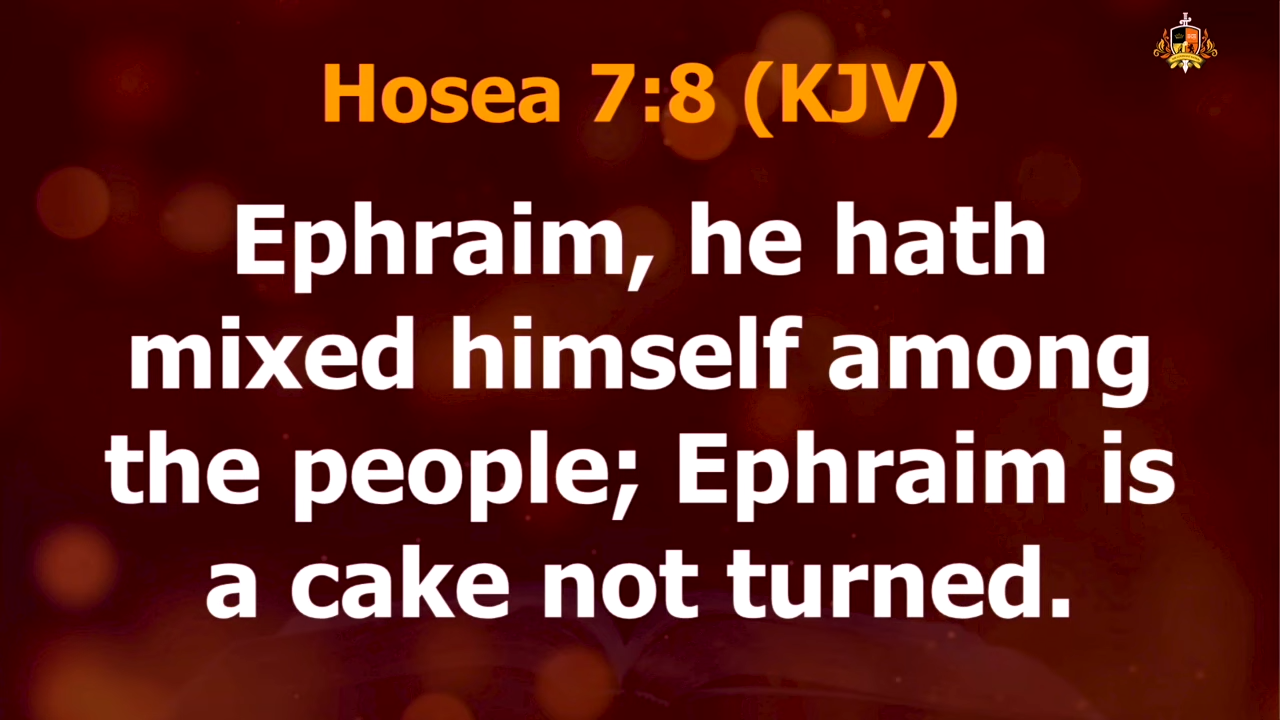 Hosea 7:8 (KJV)
Ephraim, he hath
mixed himself among
the people; Ephraim is
a cake not turned.